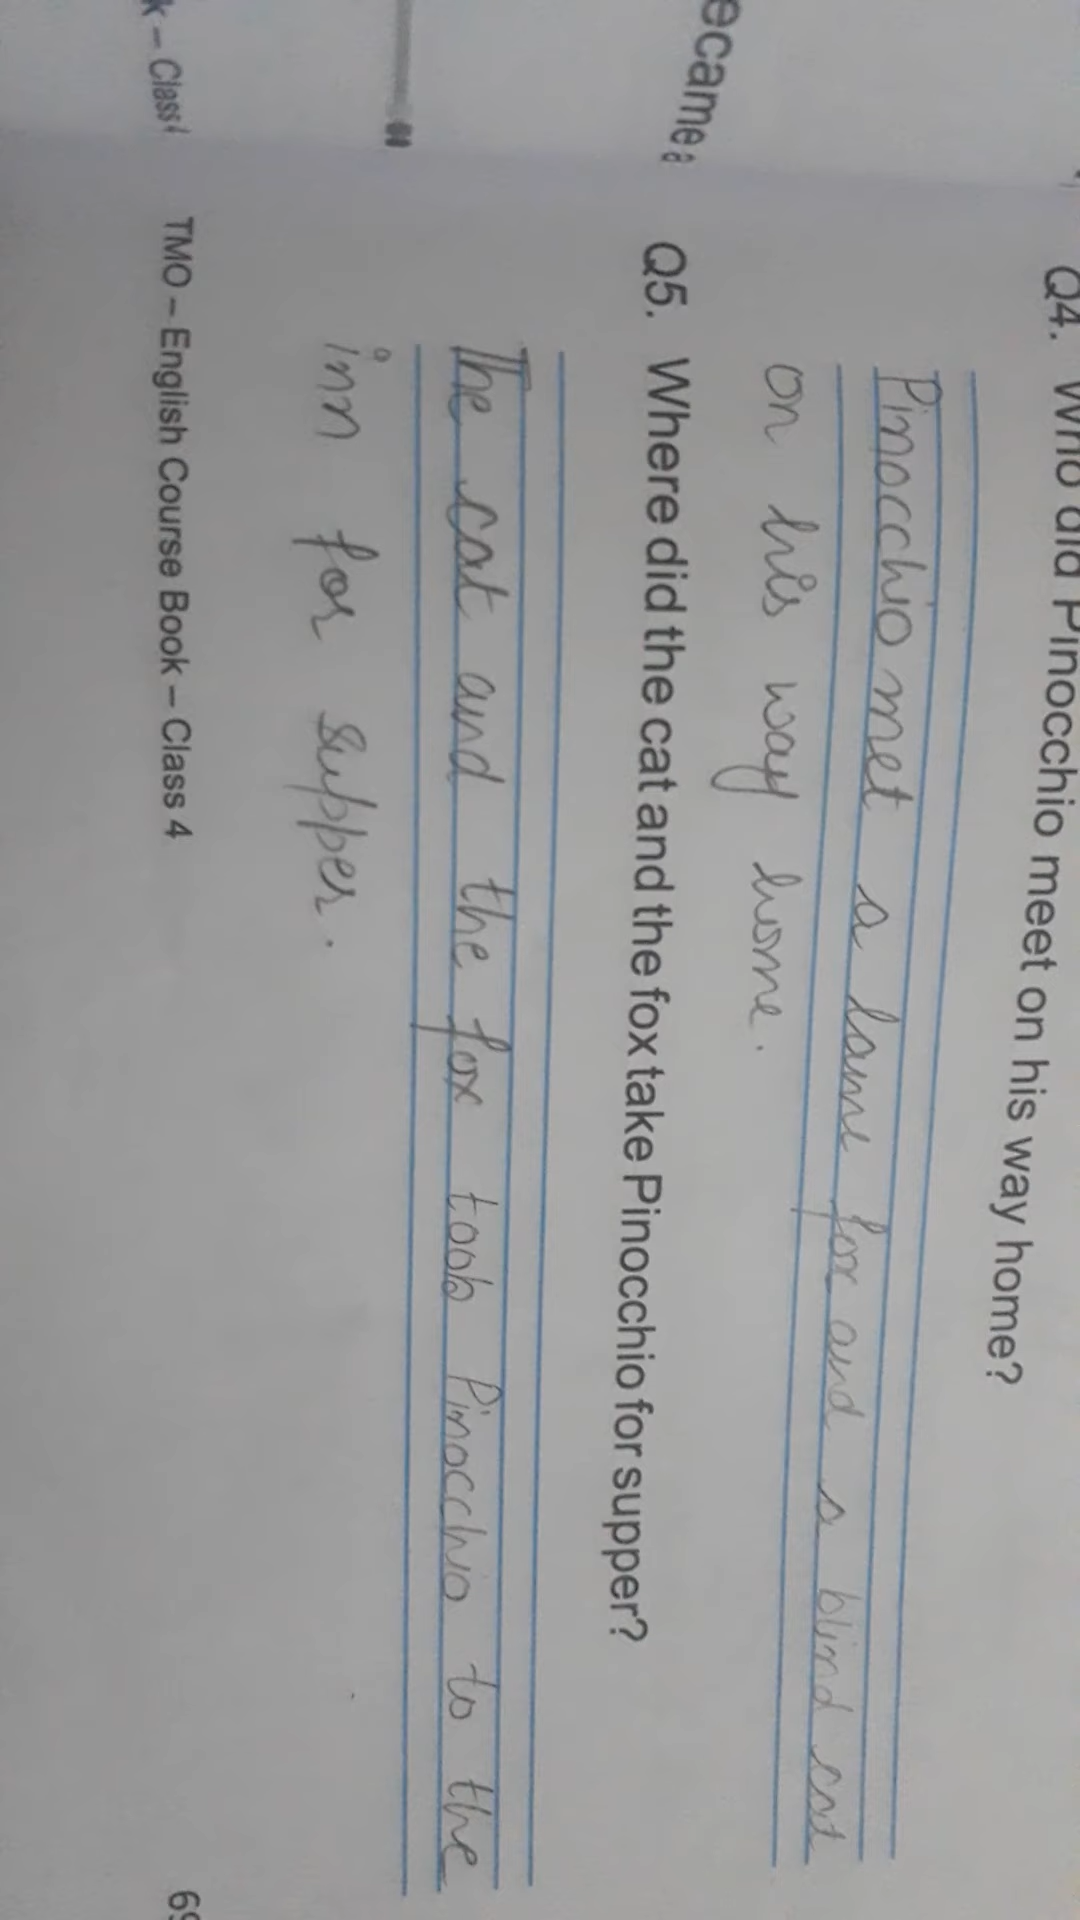 Q4. Who did Pinocchio meet on his way home?
Pinocchio met a lame fox and a blind cat
on his way home.
Q5. Where did the cat and the fox take Pinocchio for supper?
The cat and the fox took Pinocchio to the
inn for supper.
TMO – English Course Book – Class 4